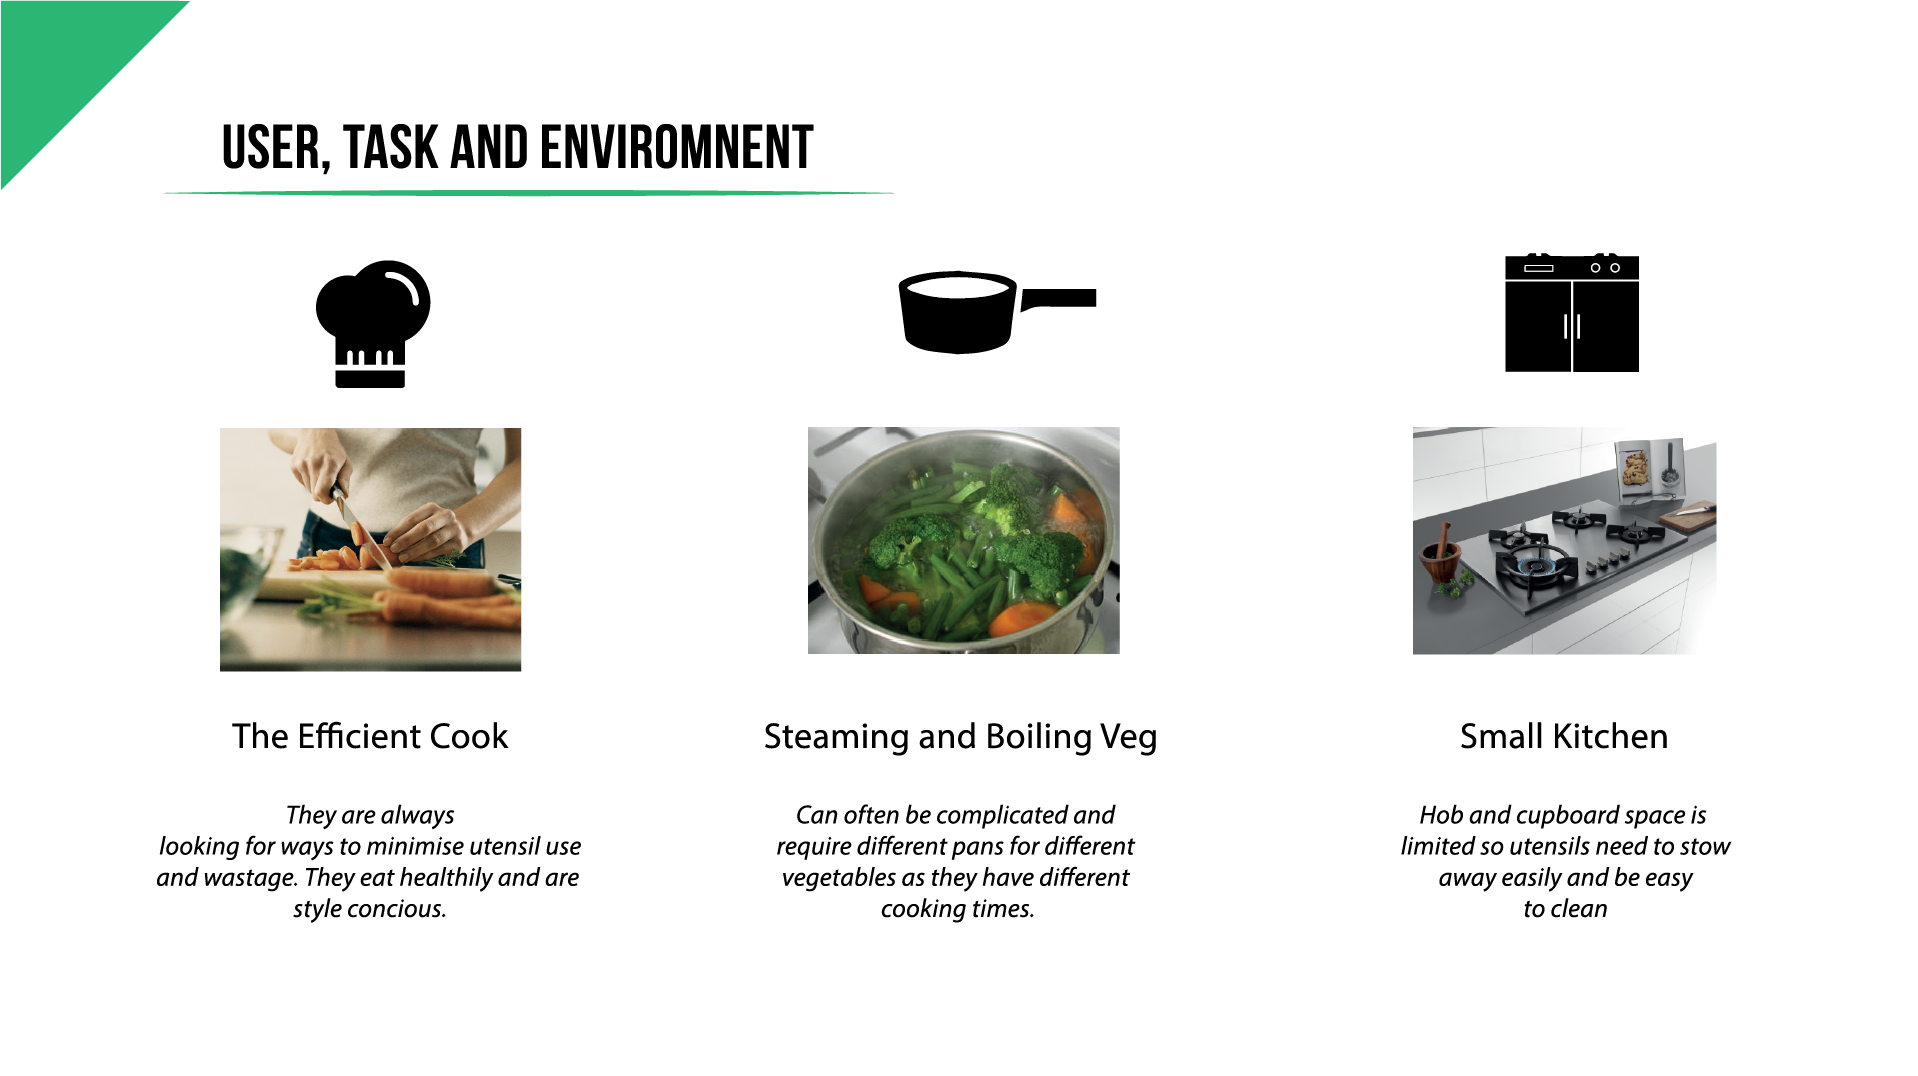 USER, TASK AND ENVIROMNENT
The Efficient Cook
They are always
looking for ways to minimise utensil use
and wastage. They eat healthily and are
style concious.
Steaming and Boiling Veg
Can often be complicated and
require different pans for different
vegetables as they have different
cooking times.
Small Kitchen
Hob and cupboard space is
limited so utensils need to stow
away easily and be easy
to clean